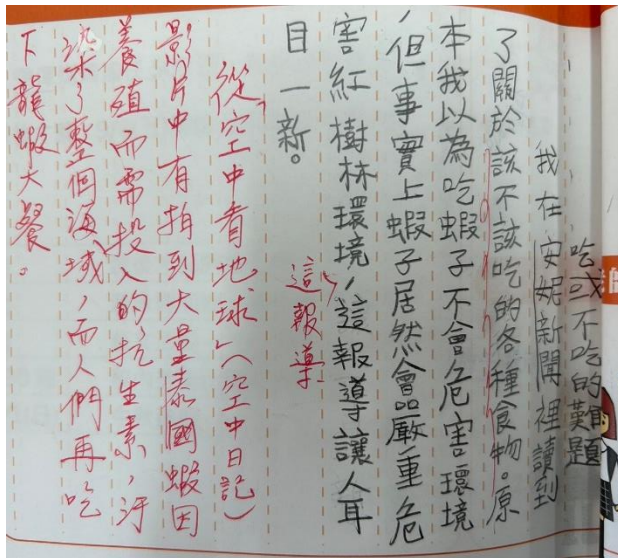 吃或不吃的難題
我在安妮新聞裡讀到
了關於該不該吃的各種食物。原
本我以為吃蝦子不會危害環境
，但事實上蝦子居然會嚴重危
害紅樹林環境，這報導讓人耳
目一新。
這報導
「從空中看地球」（空中日記）
影片中有拍到大量泰國蝦因
養殖而需投入的抗生素，汙
染了整個海域，而人們再吃
下龍蝦大餐。